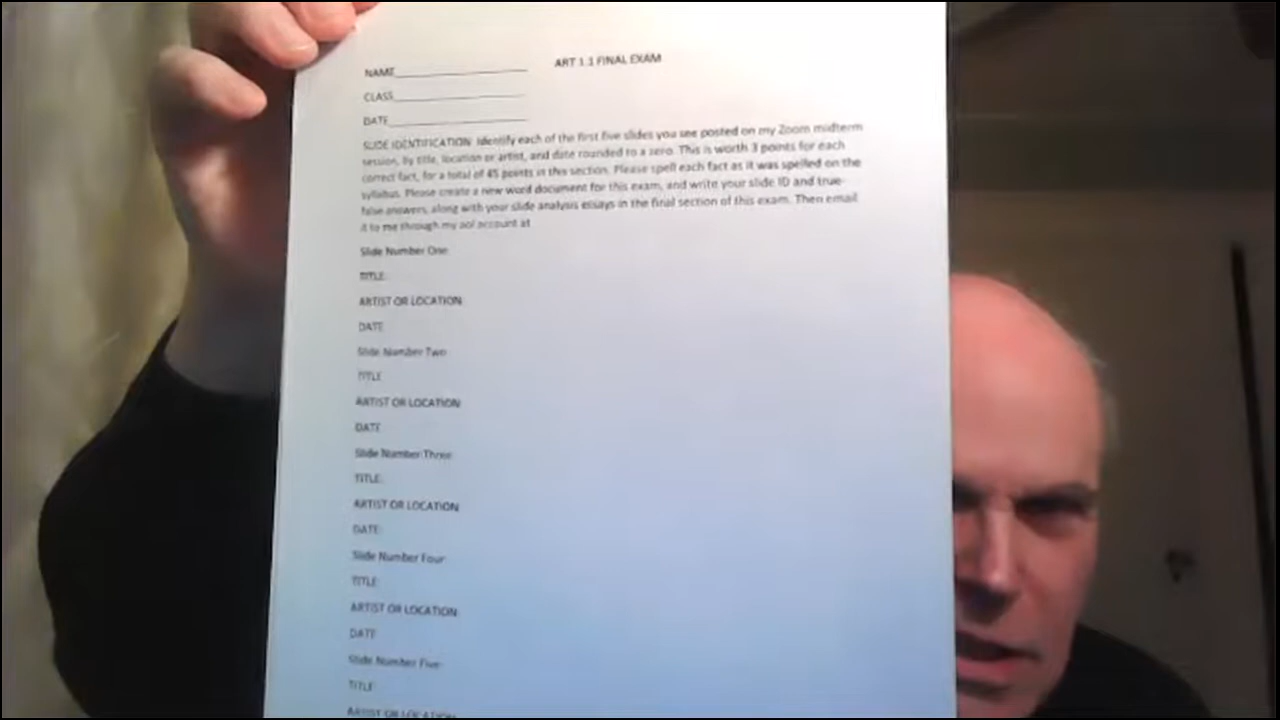 ART 1.1 FINAL EXAM
NAME
CLASS
DATE
SLIDE IDENTIFICATION: Identify each of the first five slides you see posted on my Zoom midterm
session, by title, location or artist, and date rounded to a zero. This is worth 3 points for each
correct fact, for a total of 45 points in this section. Please spell each fact as it was spelled on the
syllabus. Please create a new word document for this exam, and write your slide ID and true-
false answers, along with your slide analysis essays in the final section of this exam. Then email
it to me through my aol account at
Slide Number One
TITLE:
ARTIST OR LOCATION:
DATE:
Slide Number Two
TITLE
ARTIST OR LOCATION:
DATE
Slide Number Three
TITLE:
ARTIST OR LOCATION:
DATE:
Slide Number Four
TITLE:
ARTIST OR LOCATION:
DATE
Slide Number Five
TITLE:
ARTIST OR LOCATION: